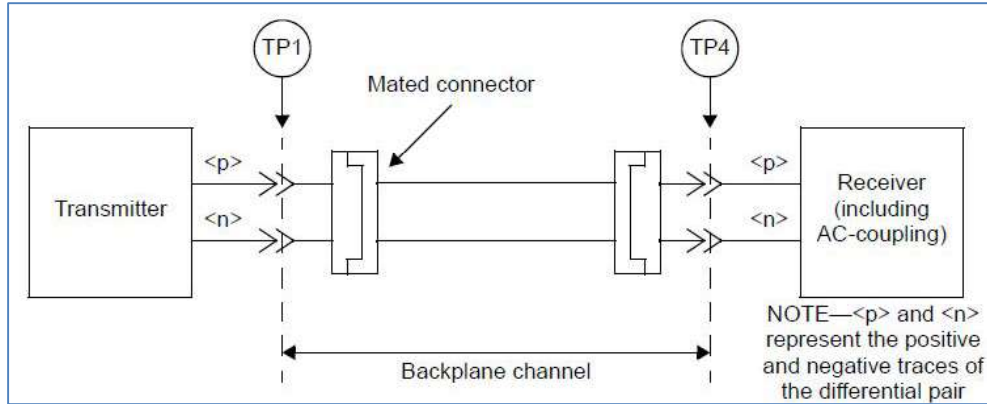 TP1
TP4
Mated connector
<p>
<p>
Transmitter
<n>
<n>
Receiver
(including
AC-coupling)
Backplane channel
NOTE—<p> and <n>
represent the positive
and negative traces of
the differential pair